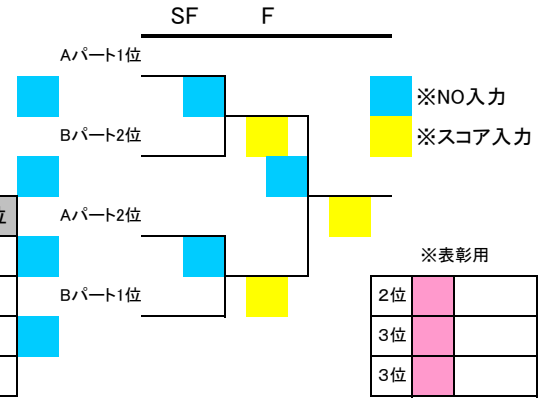 SF F
Aパート1位
※NO入力
Bパート2位
※スコア入力
位
Aパート2位
※表彰用
Bパート1位
2位
3位
3位